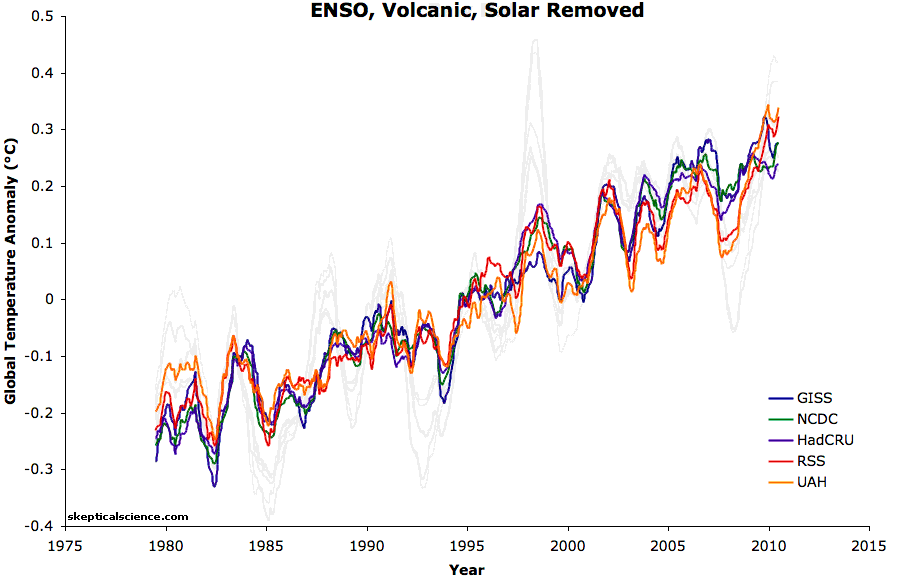 ENSO, Volcanic, Solar Removed
0.5
0.4
0.3
0.2
0.1
0
-0.1
-0.2
-0.3
-0.4
Global Temperature Anomaly (°C)
GISS
NCDC
HadCRU
RSS
UAH
skepticalscience.com
1975 1980 1985 1990 1995 2000 2005 2010 2015
Year